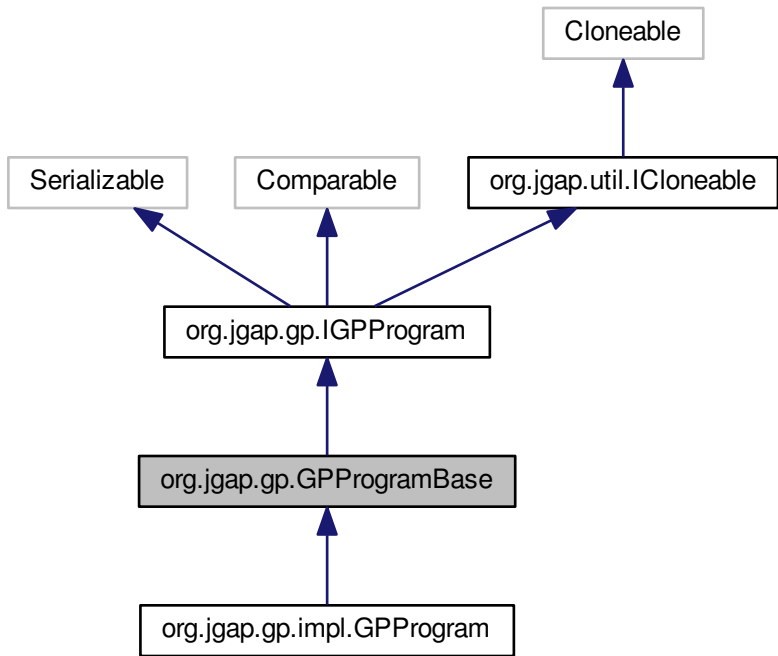 Cloneable
Serializable
Comparable
org.jgap.util.ICloneable
org.jgap.gp.IGPProgram
org.jgap.gp.GPProgramBase
org.jgap.gp.impl.GPProgram